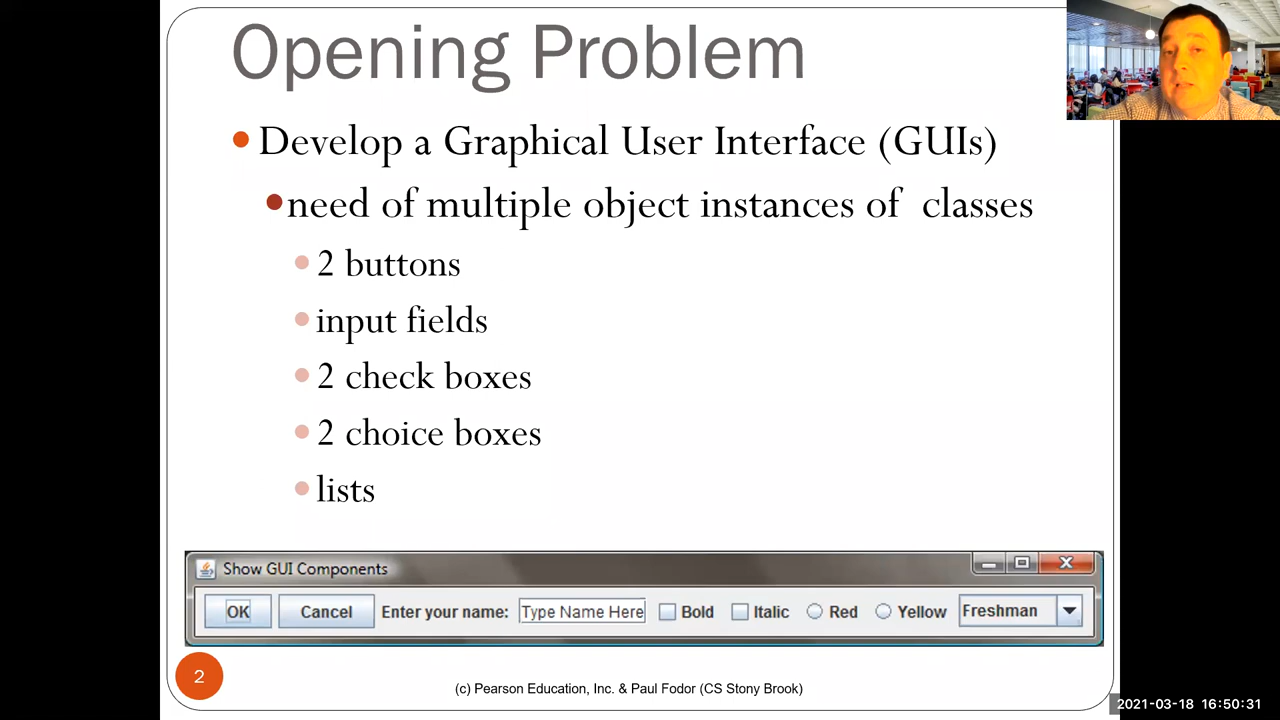 Opening Problem
Develop a Graphical User Interface (GUIs)
need of multiple object instances of classes
2 buttons
input fields
2 check boxes
2 choice boxes
lists
Show GUI Components
OK Cancel Enter your name: Type Name Here Bold Italic Red Yellow Freshman
2
(c) Pearson Education, Inc. & Paul Fodor (CS Stony Brook)
2021-03-18 16:50:31